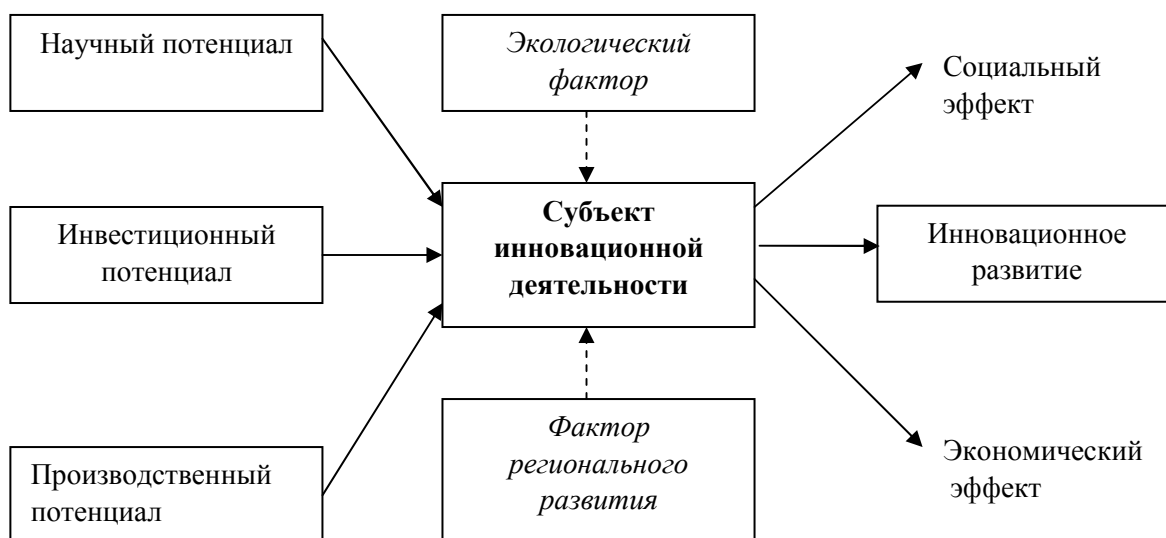 Научный потенциал
Экологический
фактор
Социальный
эффект
Инвестиционный
потенциал
Субъект
инновационной
деятельности
Инновационное
развитие
Производственный
потенциал
Фактор
регионального
развития
Экономический
эффект